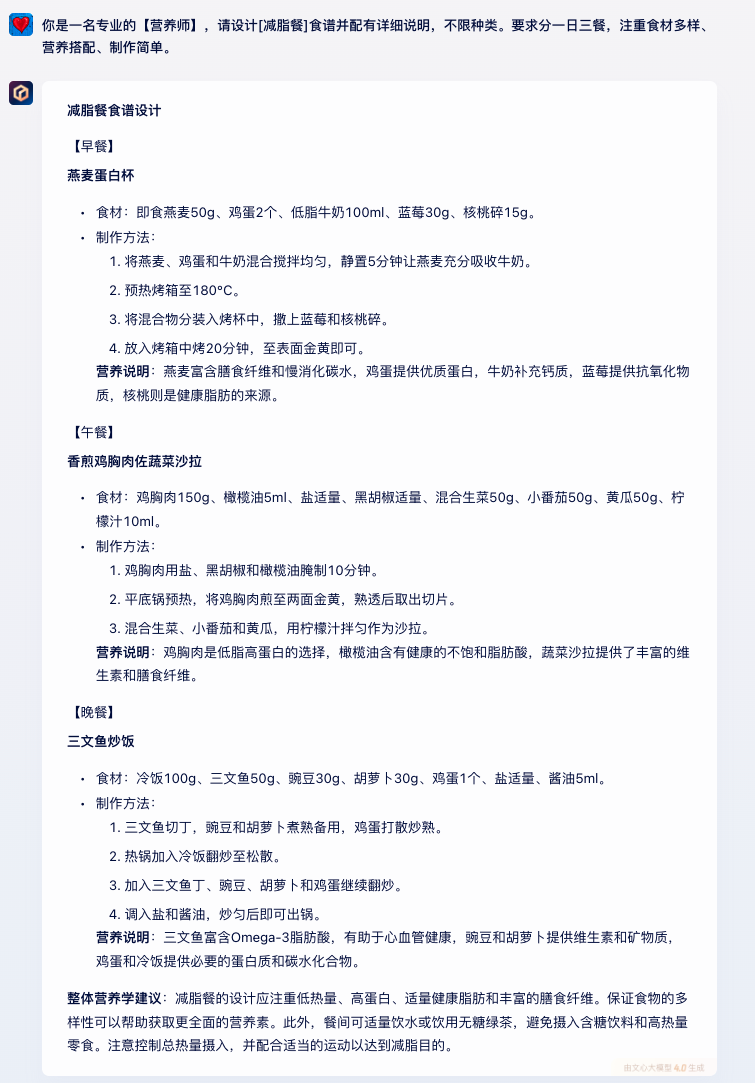 你是一名专业的【营养师】，请设计[减脂餐]食谱并配有详细说明，不限种类。要求分一日三餐，注重食材多样、
营养搭配、制作简单。
减脂餐食谱设计
【早餐】
燕麦蛋白杯
• 食材：即食燕麦50g、鸡蛋2个、低脂牛奶100ml、蓝莓30g、核桃碎15g。
• 制作方法：
1. 将燕麦、鸡蛋和牛奶混合搅拌均匀，静置5分钟让燕麦充分吸收牛奶。
2. 预热烤箱至180°C。
3. 将混合物分装入烤杯中，撒上蓝莓和核桃碎。
4. 放入烤箱中烤20分钟，至表面金黄即可。
营养说明：燕麦富含膳食纤维和慢消化碳水，鸡蛋提供优质蛋白，牛奶补充钙质，蓝莓提供抗氧化物
质，核桃则是健康脂肪的来源。
【午餐】
香煎鸡胸肉佐蔬菜沙拉
• 食材：鸡胸肉150g、橄榄油5ml、盐适量、黑胡椒适量、混合生菜50g、小番茄50g、黄瓜50g、柠
檬汁10ml。
• 制作方法：
1. 鸡胸肉用盐、黑胡椒和橄榄油腌制10分钟。
2. 平底锅预热，将鸡胸肉煎至两面金黄，熟透后取出切片。
3. 混合生菜、小番茄和黄瓜，用柠檬汁拌匀作为沙拉。
营养说明：鸡胸肉是低脂高蛋白的选择，橄榄油含有健康的不饱和脂肪酸，蔬菜沙拉提供了丰富的维
生素和膳食纤维。
【晚餐】
三文鱼炒饭
• 食材：冷饭100g、三文鱼50g、豌豆30g、胡萝卜30g、鸡蛋1个、盐适量、酱油5ml。
• 制作方法：
1. 三文鱼切丁，豌豆和胡萝卜煮熟备用，鸡蛋打散炒熟。
2. 热锅加入冷饭翻炒至松散。
3. 加入三文鱼丁、豌豆、胡萝卜和鸡蛋继续翻炒。
4. 调入盐和酱油，炒匀后即可出锅。
营养说明：三文鱼富含Omega-3脂肪酸，有助于心血管健康，豌豆和胡萝卜提供维生素和矿物质，
鸡蛋和冷饭提供必要的蛋白质和碳水化合物。
整体营养学建议：减脂餐的设计应注重低热量、高蛋白、适量健康脂肪和丰富的膳食纤维。保证食物的多
样性可以帮助获取更全面的营养素。此外，餐间可适量饮水或饮用无糖绿茶，避免摄入含糖饮料和高热量
零食。注意控制总热量摄入，并配合适当的运动以达到减脂目的。
由文心大模型 4.0 生成